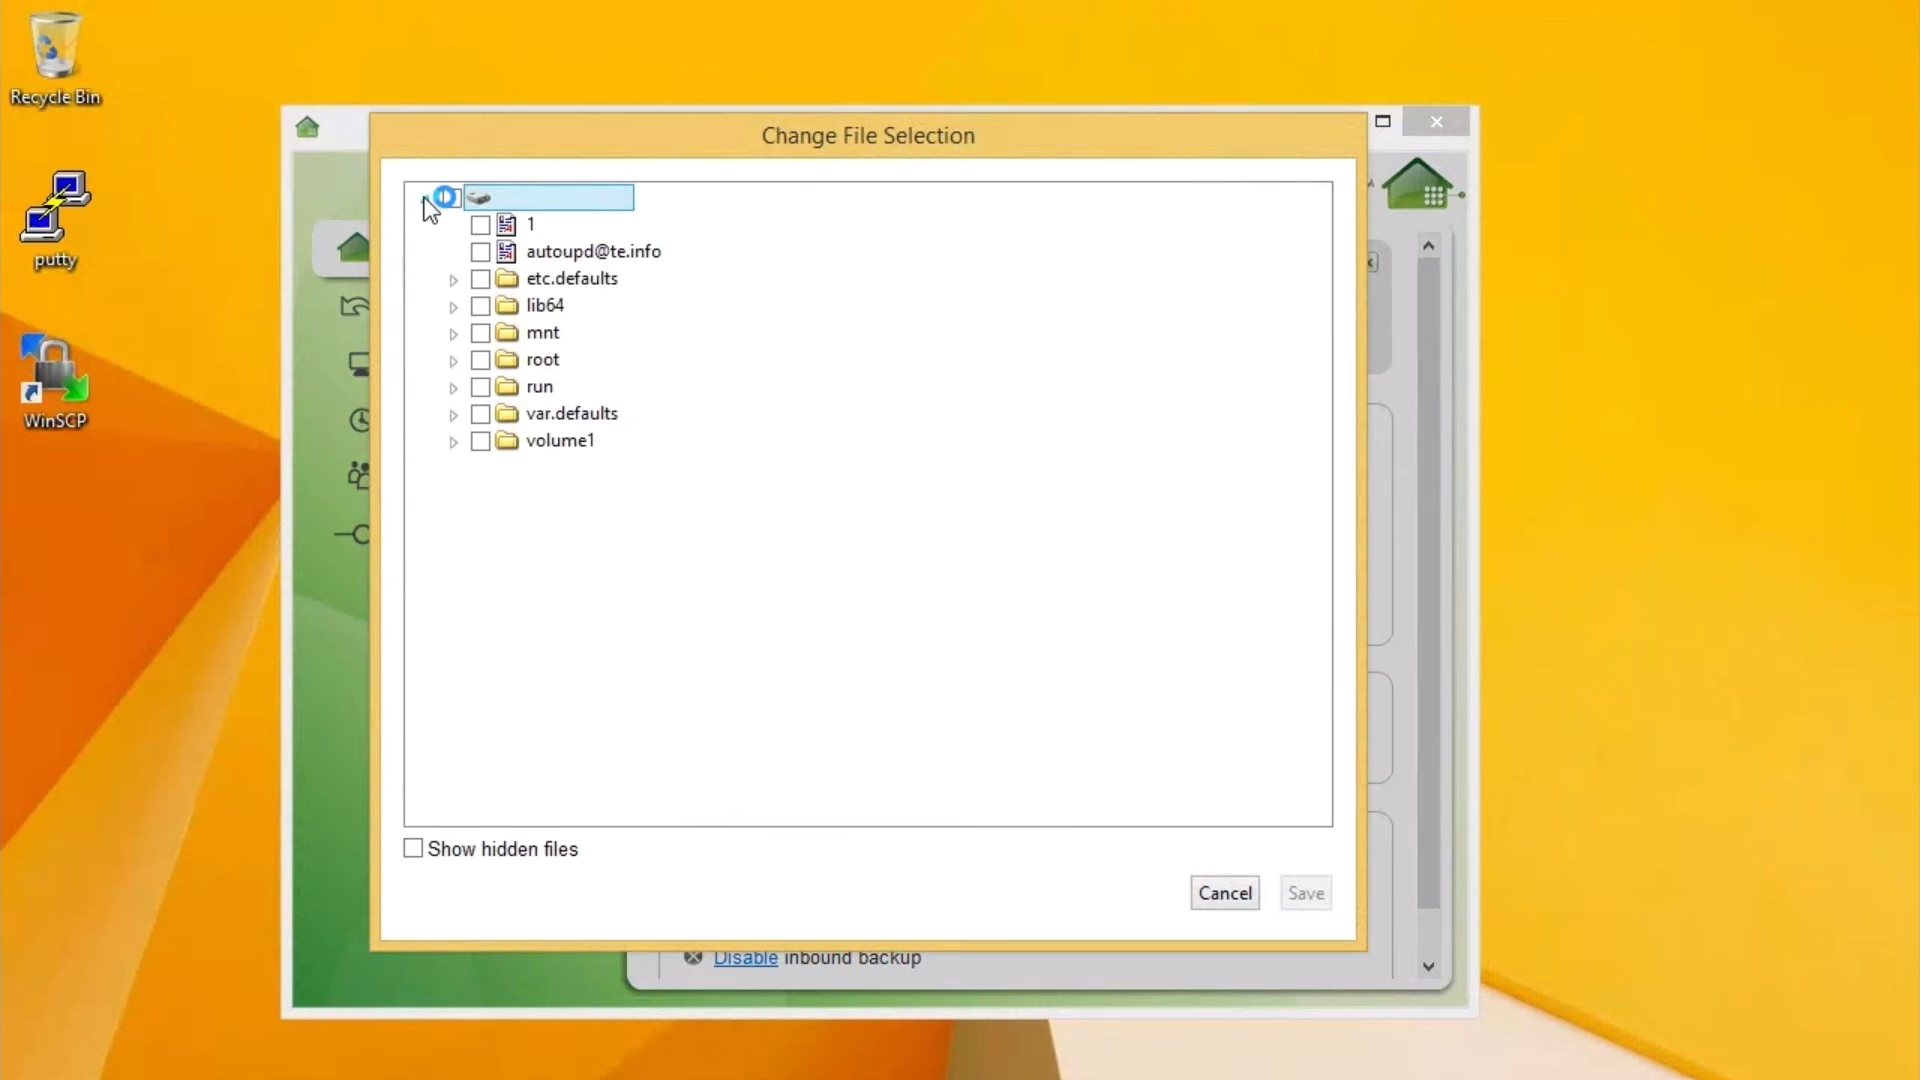 Recycle Bin
putty
WinSCP
Change File Selection
1
autoupd@te.info
etc.defaults
lib64
mnt
root
run
var.defaults
volume1
Show hidden files
Cancel
Save
Disable inbound backup